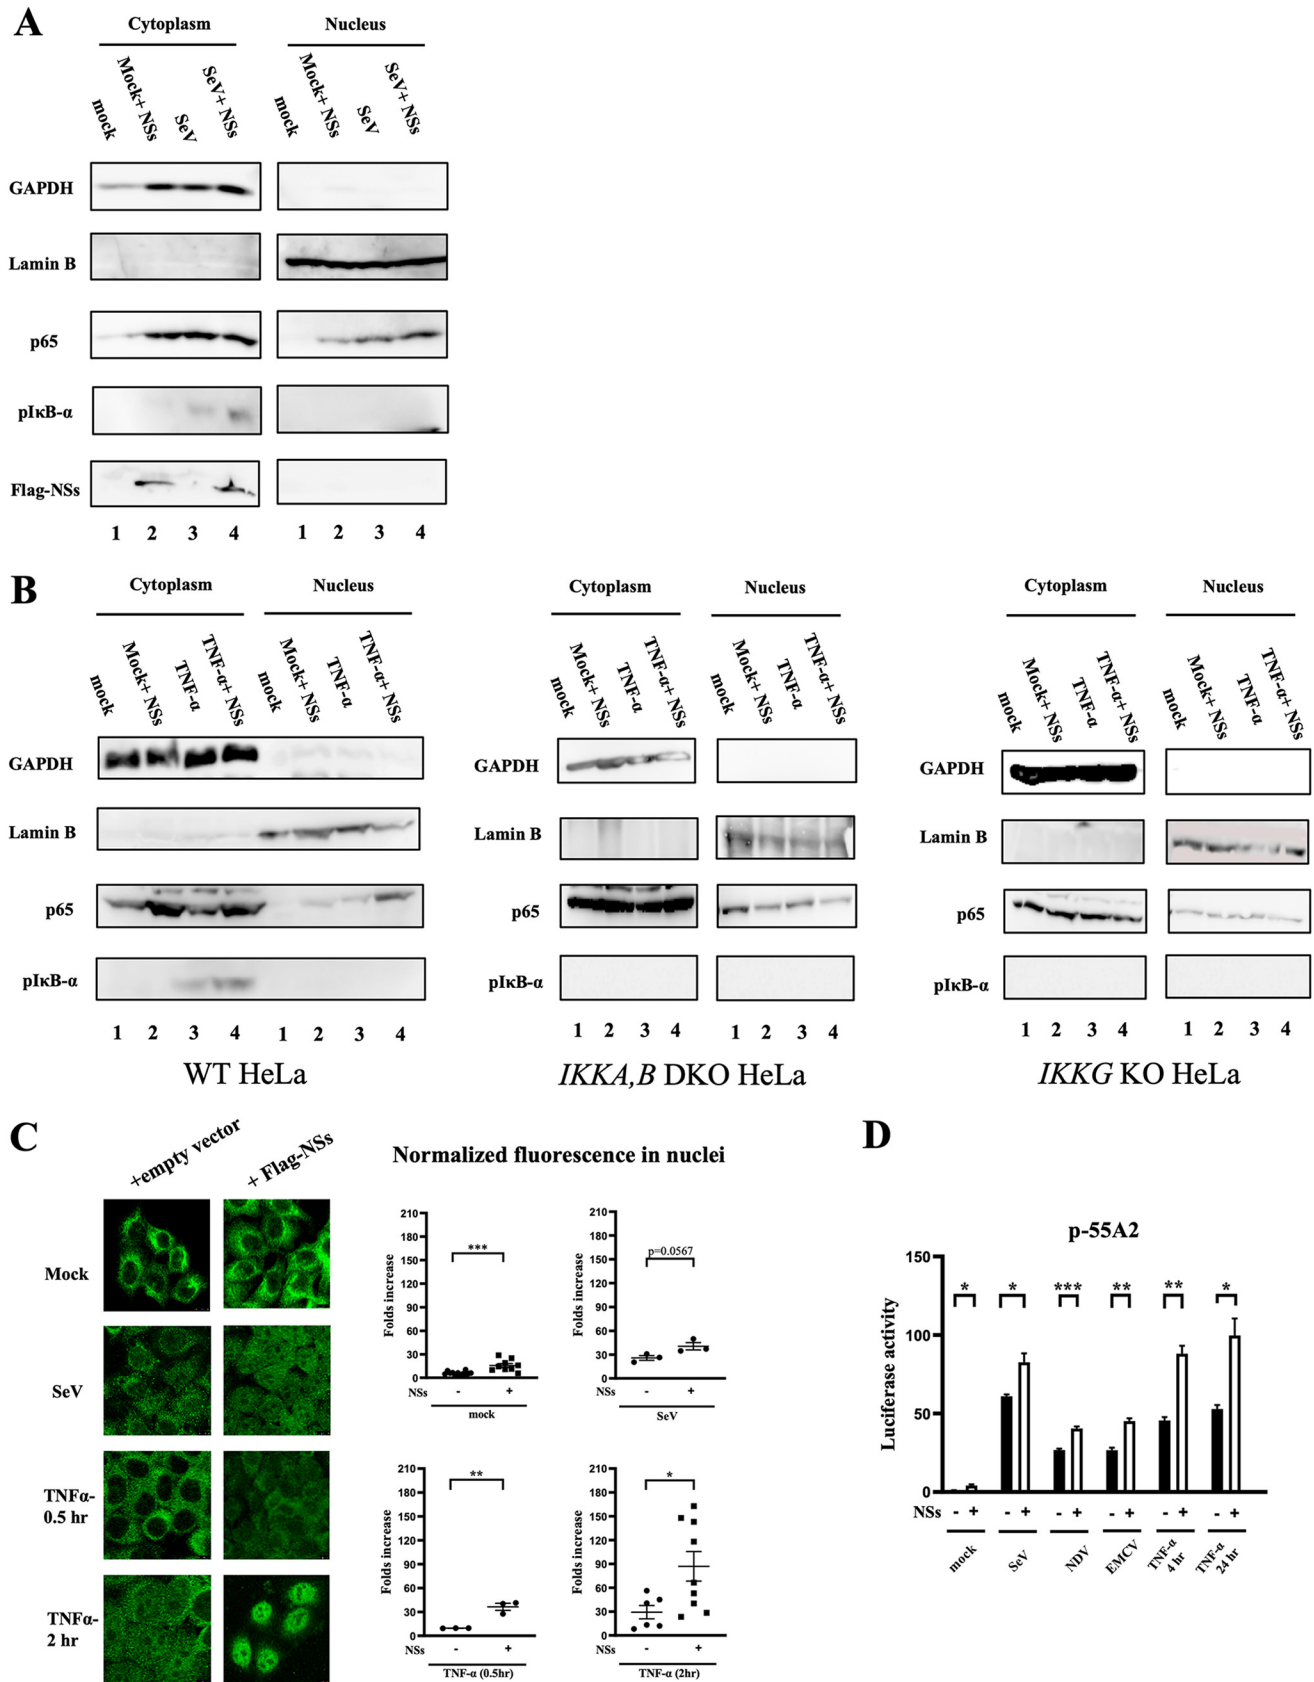 A
Cytoplasm Nucleus
mock Mock+ NSs SeV SeV+ NSs mock Mock+ NSs SeV SeV+ NSs
GAPDH
Lamin B
p65
pIκB-α
Flag-NSs
1 2 3 4 1 2 3 4
B
Cytoplasm Nucleus Cytoplasm Nucleus Cytoplasm Nucleus
mock Mock+ NSs TNF-α TNF-α+ NSs mock Mock+ NSs TNF-α TNF-α+ NSs mock Mock+ NSs TNF-α TNF-α+ NSs mock Mock+ NSs TNF-α TNF-α+ NSs mock Mock+ NSs TNF-α TNF-α+ NSs mock Mock+ NSs TNF-α TNF-α+ NSs
GAPDH GAPDH GAPDH
Lamin B Lamin B Lamin B
p65 p65 p65
pIκB-α pIκB-α pIκB-α
1 2 3 4 1 2 3 4 1 2 3 4 1 2 3 4 1 2 3 4 1 2 3 4
WT HeLa IKKA,B DKO HeLa IKKG KO HeLa
C
+empty vector + Flag-NSs
Mock
SeV
TNFα-
0.5 hr
TNFα-
2 hr
Normalized fluorescence in nuclei
Folds increase
210
180
150
120
90
60
30
0
***
NSs - +
mock
Folds increase
210
180
150
120
90
60
30
0
p=0.0567
NSs - +
SeV
Folds increase
210
180
150
120
90
60
30
0
**
NSs - +
TNF-α (0.5hr)
Folds increase
210
180
150
120
90
60
30
0
*
NSs - +
TNF-α (2hr)
D
p-55A2
Luciferase activity
150
100
50
0
* * *** ** ** *
NSs - + - + - + - + - + - +
mock SeV NDV EMCV TNF-α 4 hr TNF-α 24 hr